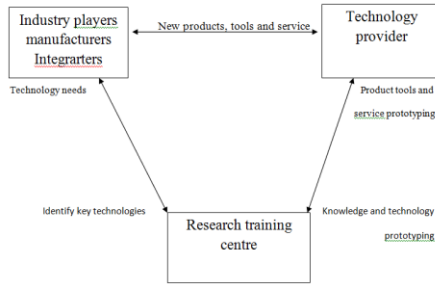 Industry players
manufacturers
Integrarters
New products, tools and service
Technology
provider
Technology needs
Product tools and
service prototyping
Identify key technologies
Research training
centre
Knowledge and technology
prototyping